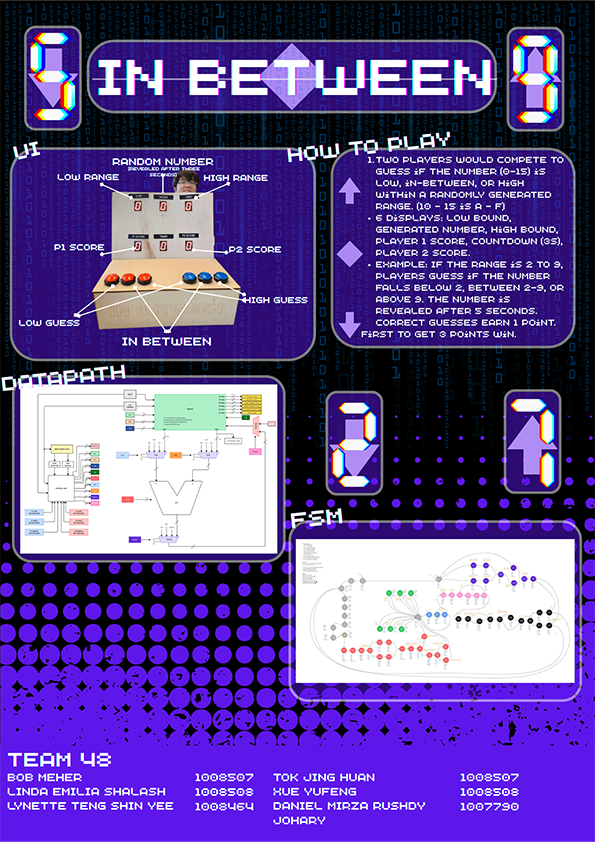 5
IN BETWEEN
9
UI
RANDOM NUMBER
(REVEALED AFTER THREE
SECONDS)
LOW RANGE
HIGH RANGE
P1 SCORE
P2 SCORE
HIGH GUESS
LOW GUESS
IN BETWEEN
HOW TO PLAY
1. TWO PLAYERS WOULD COMPETE TO
GUESS IF THE NUMBER (0-15) IS
LOW, IN-BETWEEN, OR HIGH
WITHIN A RANDOMLY GENERATED
RANGE. (10 - 15 IS A - F)
• 6 DISPLAYS: LOW BOUND,
GENERATED NUMBER, HIGH BOUND,
PLAYER 1 SCORE, COUNTDOWN (3S),
PLAYER 2 SCORE.
• EXAMPLE: IF THE RANGE IS 2 TO 9,
PLAYERS GUESS IF THE NUMBER
FALLS BELOW 2, BETWEEN 2-9, OR
ABOVE 9. THE NUMBER IS
REVEALED AFTER 5 SECONDS.
CORRECT GUESSES EARN 1 POINT.
FIRST TO GET 3 POINTS WIN.
DATAPATH
2
7
FSM
TEAM 48
BOB MEHER 1008507
LINDA EMILIA SHALASH 1008508
LYNETTE TENG SHIN YEE 1008464
TOK JING HUAN 1008507
XUE YUFENG 1008508
DANIEL MIRZA RUSHDY 1007790
JOHARY